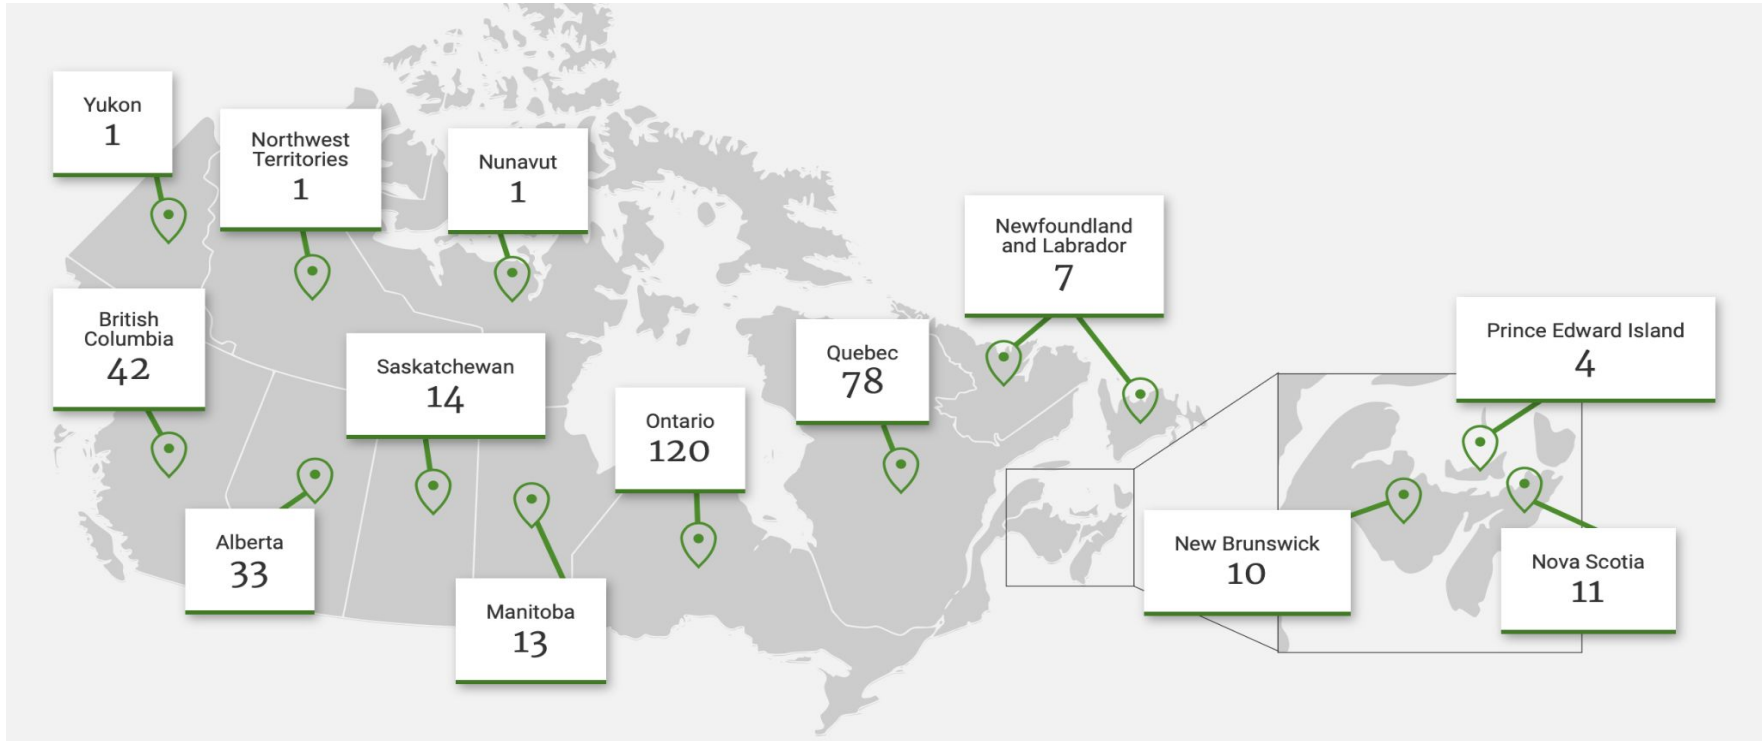 Yukon
1
Northwest
Territories
1
Nunavut
1
Newfoundland
and Labrador
7
British
Columbia
42
Saskatchewan
14
Ontario
120
Quebec
78
Prince Edward Island
4
Alberta
33
Manitoba
13
New Brunswick
10
Nova Scotia
11